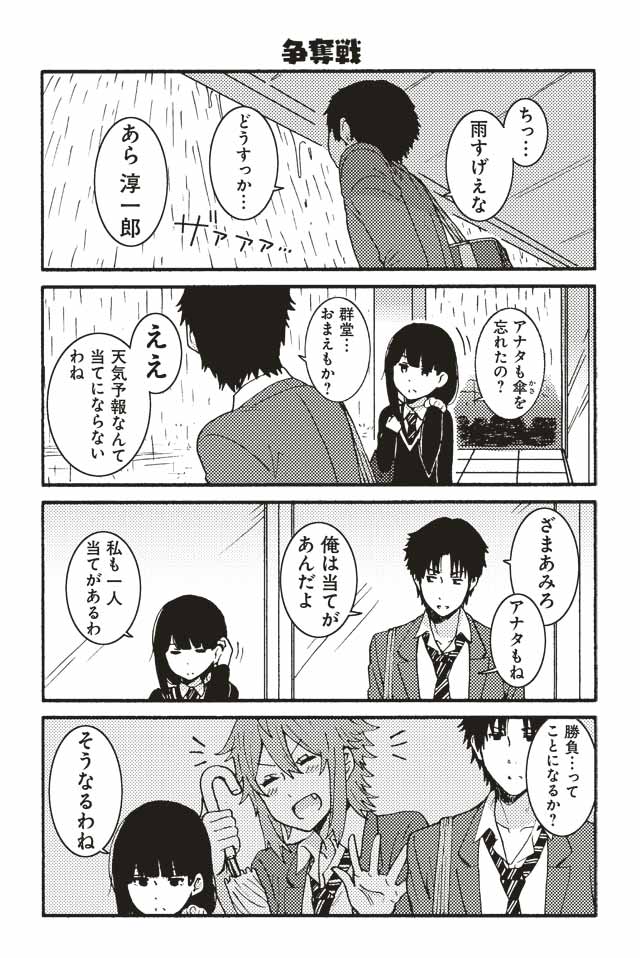 争奪戦
ちっ…
雨すげえな
どうすっか…
ザァァァ…
あら 淳一郎
アナタも傘を
かさ
忘れたの？
群堂…
おまえもか？
ええ
天気予報なんて
当てにならない
わね
ざまあみろ
アナタもね
俺は当てが
あんだよ
私も一人
当てがあるわ
勝負…って
ことになるか？
そうなるわね